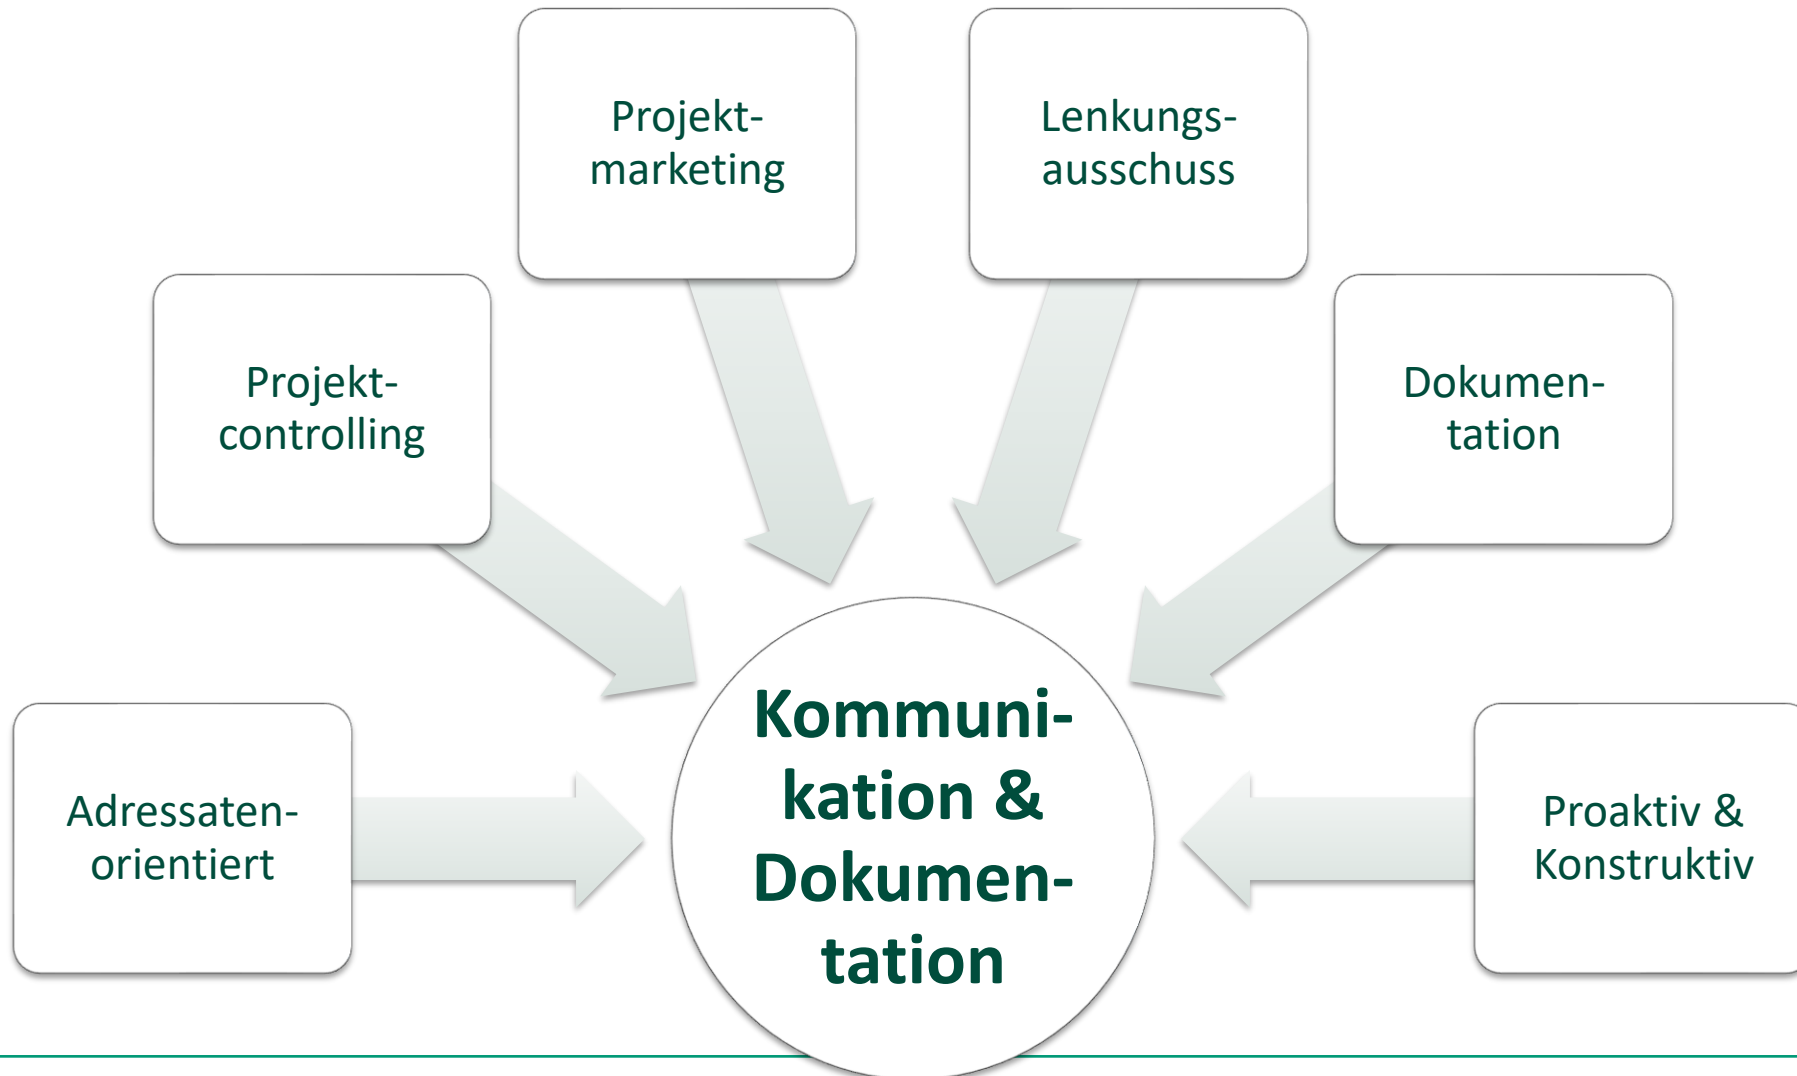 Projekt-
marketing
Lenkungs-
ausschuss
Projekt-
controlling
Dokumen-
tation
Adressaten-
orientiert
Kommuni-
kation &
Dokumen-
tation
Proaktiv &
Konstruktiv